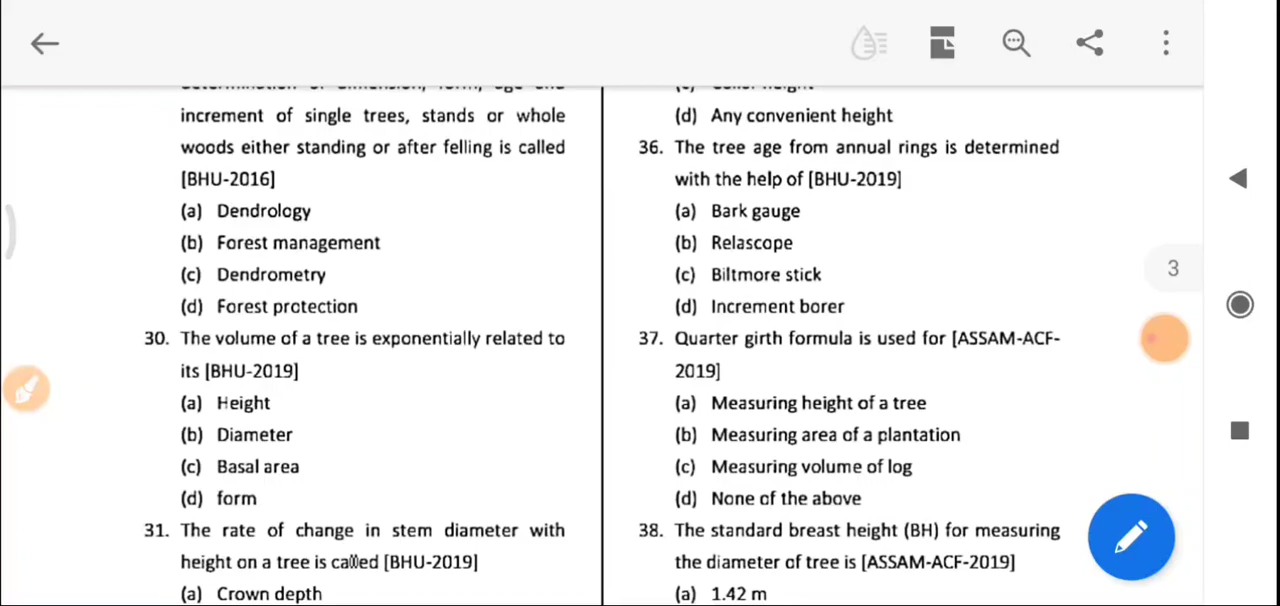 increment of single trees, stands or whole
woods either standing or after felling is called
[BHU-2016]
(a) Dendrology
(b) Forest management
(c) Dendrometry
(d) Forest protection
30. The volume of a tree is exponentially related to
its [BHU-2019]
(a) Height
(b) Diameter
(c) Basal area
(d) form
31. The rate of change in stem diameter with
height on a tree is called [BHU-2019]
(a) Crown depth
(d) Any convenient height
36. The tree age from annual rings is determined
with the help of [BHU-2019]
(a) Bark gauge
(b) Relascope
(c) Biltmore stick
(d) Increment borer
37. Quarter girth formula is used for [ASSAM-ACF-
2019]
(a) Measuring height of a tree
(b) Measuring area of a plantation
(c) Measuring volume of log
(d) None of the above
38. The standard breast height (BH) for measuring
the diameter of tree is [ASSAM-ACF-2019]
(a) 1.42 m
3